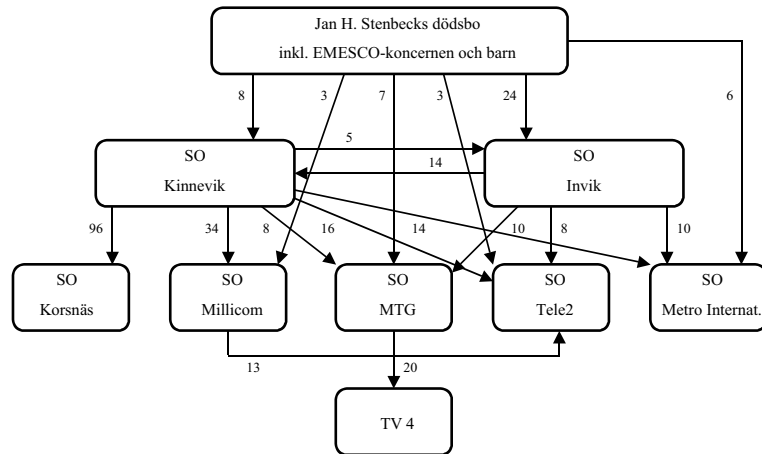 Jan H. Stenbecks dödsbo
inkl. EMESCO-koncernen och barn
8
3
7
3
24
6
5
14
SO
Kinnevik
SO
Invik
96
34
8
16
14
10
8
10
SO
Korsnäs
SO
Millicom
SO
MTG
SO
Tele2
SO
Metro Internat.
13
20
TV 4